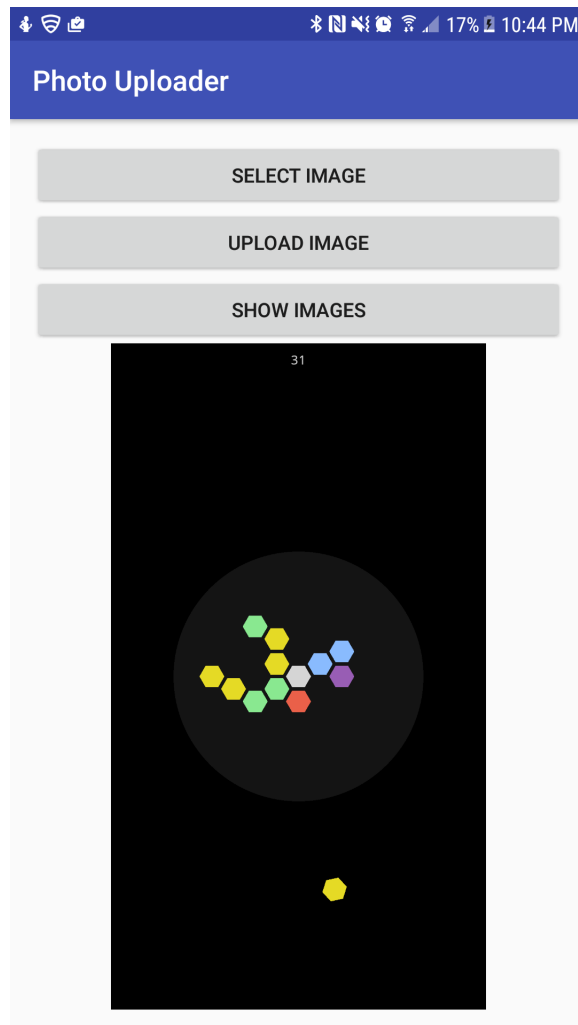 17% 10:44 PM
Photo Uploader
SELECT IMAGE
UPLOAD IMAGE
SHOW IMAGES
31